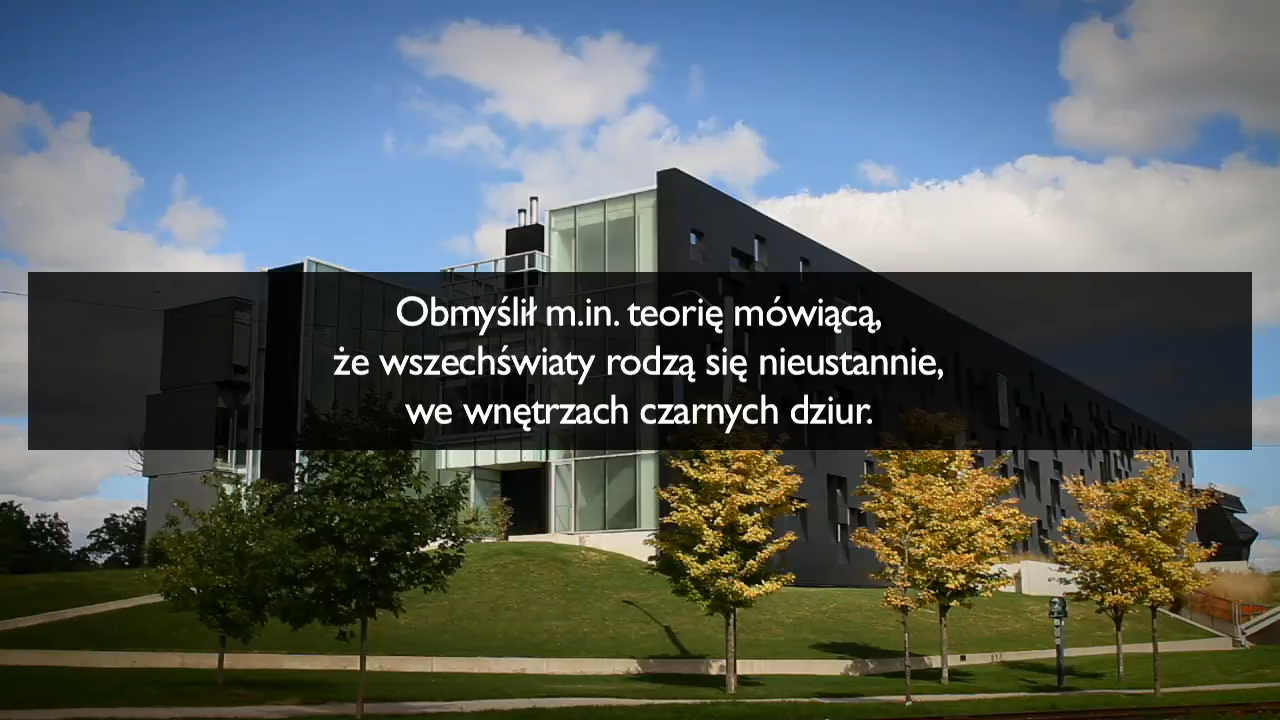 Obmyślił m.in. teorię mówiącą,
że wszechświaty rodzą się nieustannie,
we wnętrzach czarnych dziur.